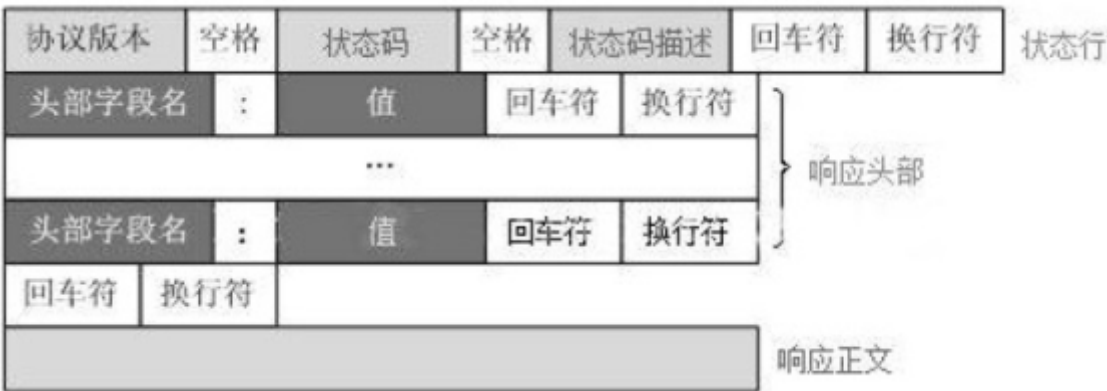 协议版本 空格 状态码 空格 状态码描述 回车符 换行符 状态行
头部字段名 : 值 回车符 换行符
... 响应头部
头部字段名 : 值 回车符 换行符
回车符 换行符
响应正文